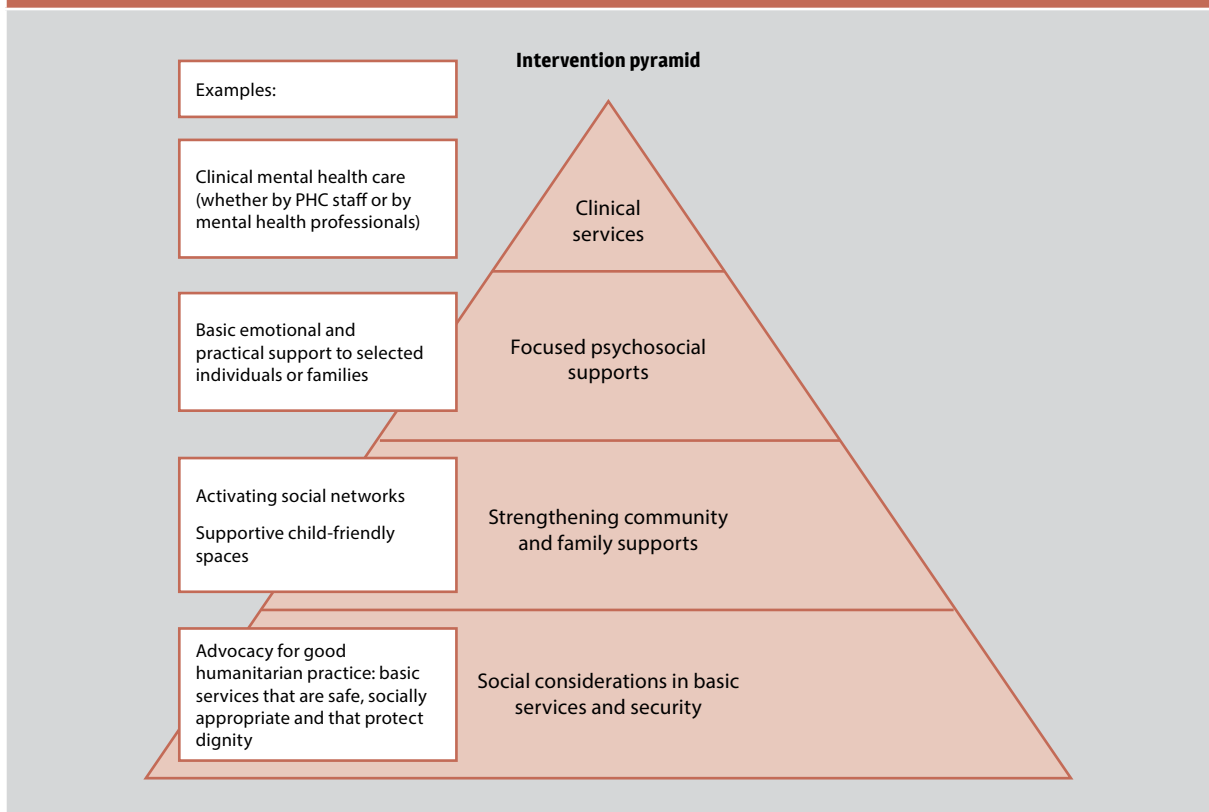 Intervention pyramid
Examples:
Clinical mental health care
(whether by PHC staff or by
mental health professionals)
Clinical
services
Basic emotional and
practical support to selected
individuals or families
Focused psychosocial
supports
Activating social networks
Supportive child-friendly
spaces
Strengthening community
and family supports
Advocacy for good
humanitarian practice: basic
services that are safe, socially
appropriate and that protect
dignity
Social considerations in basic
services and security